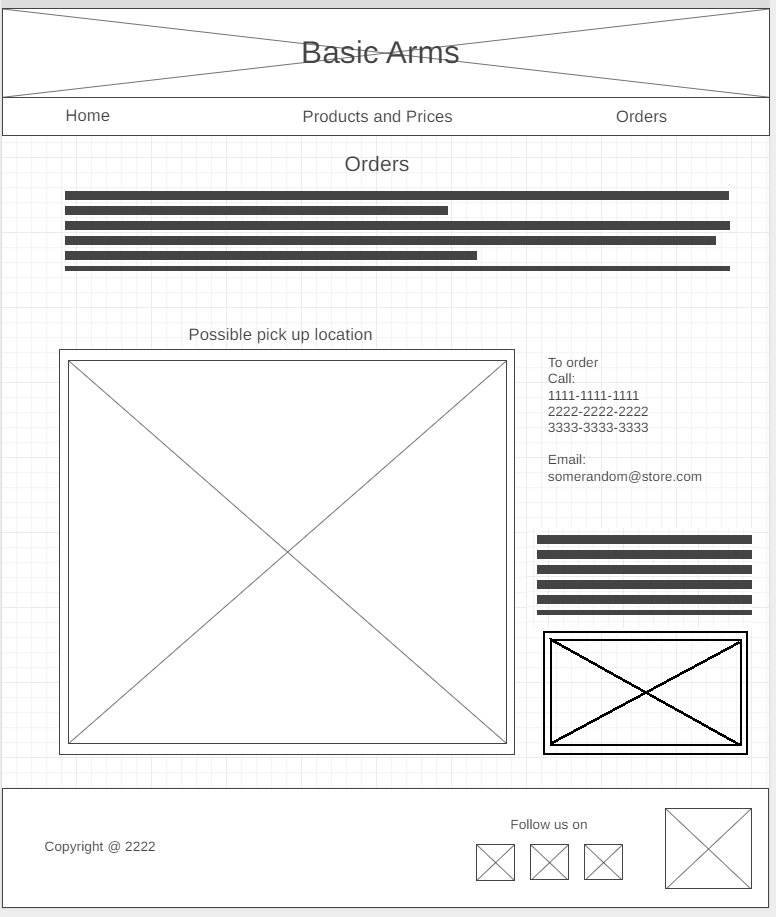 Basic Arms
Home
Products and Prices
Orders
Orders
Possible pick up location
To order
Call:
1111-1111-1111
2222-2222-2222
3333-3333-3333
Email:
somerandom@store.com
Follow us on
Copyright @ 2222